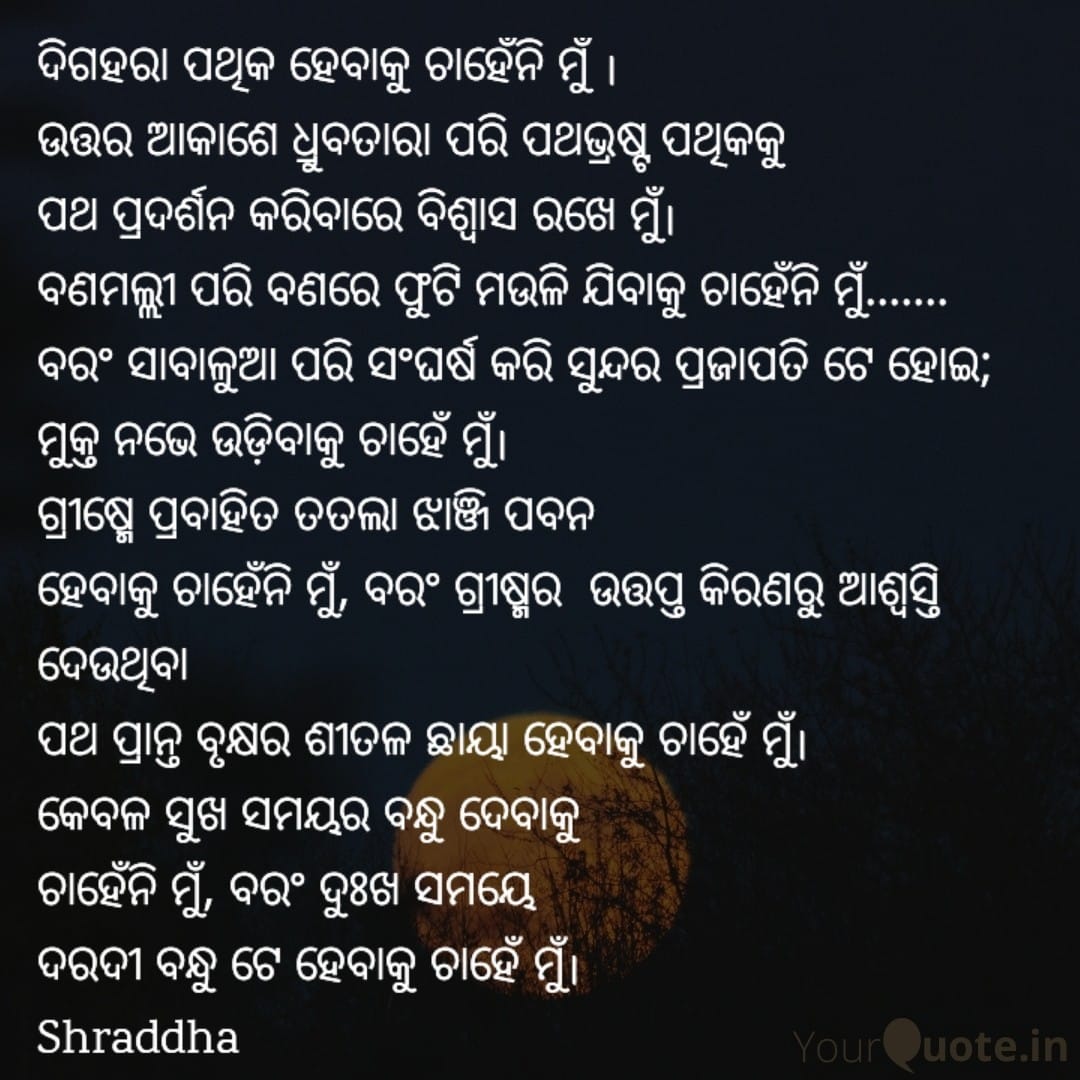 ଦିଗହରା ପଥିକ ହେବାକୁ ଚାହେଁନି ମୁଁ ।
ଉତ୍ତର ଆକାଶେ ଧ୍ରୁବତାରା ପରି ପଥଭ୍ରଷ୍ଟ ପଥିକକୁ
ପଥ ପ୍ରଦର୍ଶନ କରିବାରେ ବିଶ୍ୱାସ ରଖେ ମୁଁ।
ବଣମଲ୍ଲୀ ପରି ବଣରେ ଫୁଟି ମଉଳି ଯିବାକୁ ଚାହେଁନି ମୁଁ.......
ବରଂ ସାବାଳୁଆ ପରି ସଂଘର୍ଷ କରି ସୁନ୍ଦର ପ୍ରଜାପତି ଟେ ହୋଇ;
ମୁକ୍ତ ନଭେ ଉଡ଼ିବାକୁ ଚାହେଁ ମୁଁ।
ଗ୍ରୀଷ୍ମେ ପ୍ରବାହିତ ତତଲା ଝାଞ୍ଜି ପବନ
ହେବାକୁ ଚାହେଁନି ମୁଁ, ବରଂ ଗ୍ରୀଷ୍ମର  ଉତ୍ତପ୍ତ କିରଣରୁ ଆଶ୍ୱସ୍ତି
ଦେଉଥିବା
ପଥ ପ୍ରାନ୍ତ ବୃକ୍ଷର ଶୀତଳ ଛାୟା ହେବାକୁ ଚାହେଁ ମୁଁ।
କେବଳ ସୁଖ ସମୟର ବନ୍ଧୁ ଦେବାକୁ
ଚାହେଁନି ମୁଁ, ବରଂ ଦୁଃଖ ସମୟେ
ଦରଦୀ ବନ୍ଧୁ ଟେ ହେବାକୁ ଚାହେଁ ମୁଁ।
Shraddha
YourQuote.in